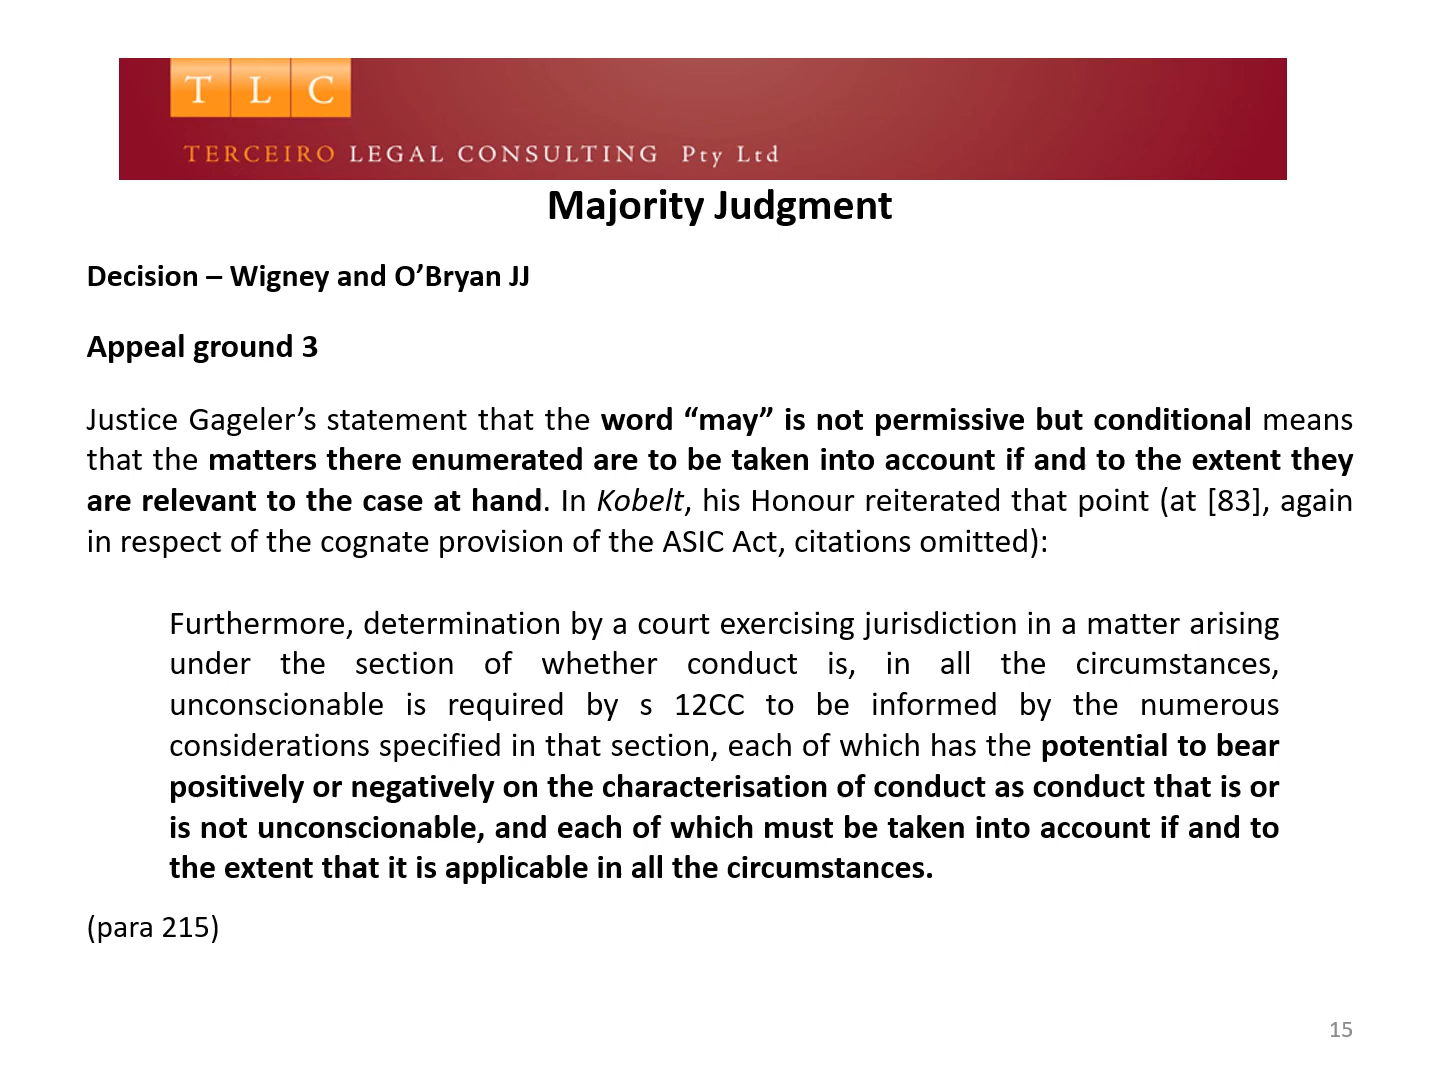 T L C
TERCEIRO LEGAL CONSULTING Pty Ltd
Majority Judgment
Decision – Wigney and O’Bryan JJ
Appeal ground 3
Justice Gageler’s statement that the word “may” is not permissive but conditional means
that the matters there enumerated are to be taken into account if and to the extent they
are relevant to the case at hand. In Kobelt, his Honour reiterated that point (at [83], again
in respect of the cognate provision of the ASIC Act, citations omitted):
Furthermore, determination by a court exercising jurisdiction in a matter arising
under the section of whether conduct is, in all the circumstances,
unconscionable is required by s 12CC to be informed by the numerous
considerations specified in that section, each of which has the potential to bear
positively or negatively on the characterisation of conduct as conduct that is or
is not unconscionable, and each of which must be taken into account if and to
the extent that it is applicable in all the circumstances.
(para 215)
15